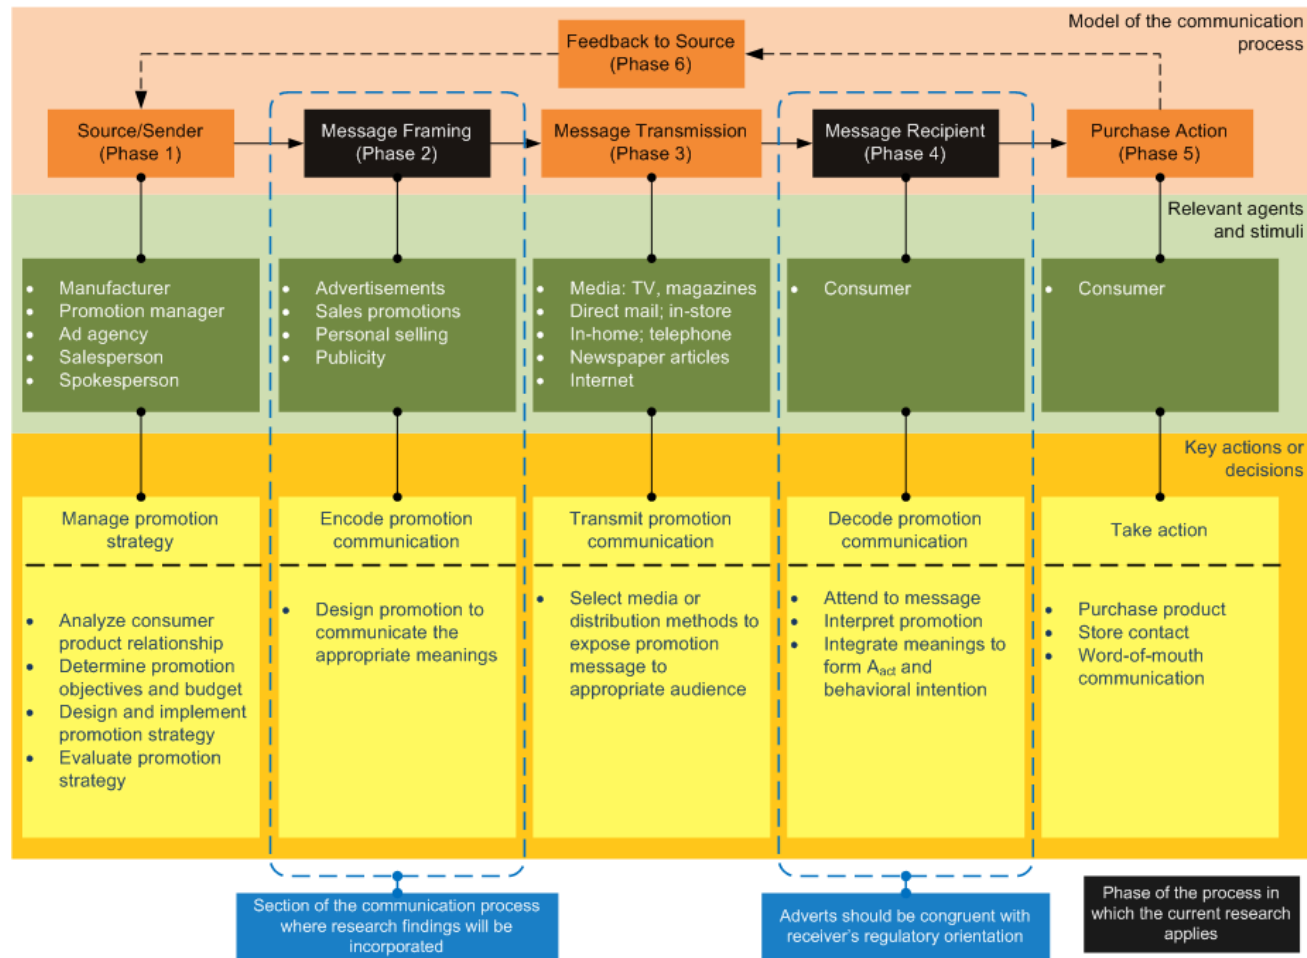 Model of the communication
process
Feedback to Source
(Phase 6)
Source/Sender
(Phase 1)
Message Framing
(Phase 2)
Message Transmission
(Phase 3)
Message Recipient
(Phase 4)
Purchase Action
(Phase 5)
Relevant agents
and stimuli
• Manufacturer
• Promotion manager
• Ad agency
• Salesperson
• Spokesperson
• Advertisements
• Sales promotions
• Personal selling
• Publicity
• Media: TV, magazines
• Direct mail; in-store
• In-home; telephone
• Newspaper articles
• Internet
• Consumer
• Consumer
Key actions or
decisions
Manage promotion
strategy
• Analyze consumer
product relationship
• Determine promotion
objectives and budget
• Design and implement
promotion strategy
• Evaluate promotion
strategy
Encode promotion
communication
• Design promotion to
communicate the
appropriate meanings
Transmit promotion
communication
• Select media or
distribution methods to
expose promotion
message to
appropriate audience
Decode promotion
communication
• Attend to message
• Interpret promotion
• Integrate meanings to
form Aact and
behavioral intention
Take action
• Purchase product
• Store contact
• Word-of-mouth
communication
Section of the communication process
where research findings will be
incorporated
Adverts should be congruent with
receiver's regulatory orientation
Phase of the process in
which the current research
applies